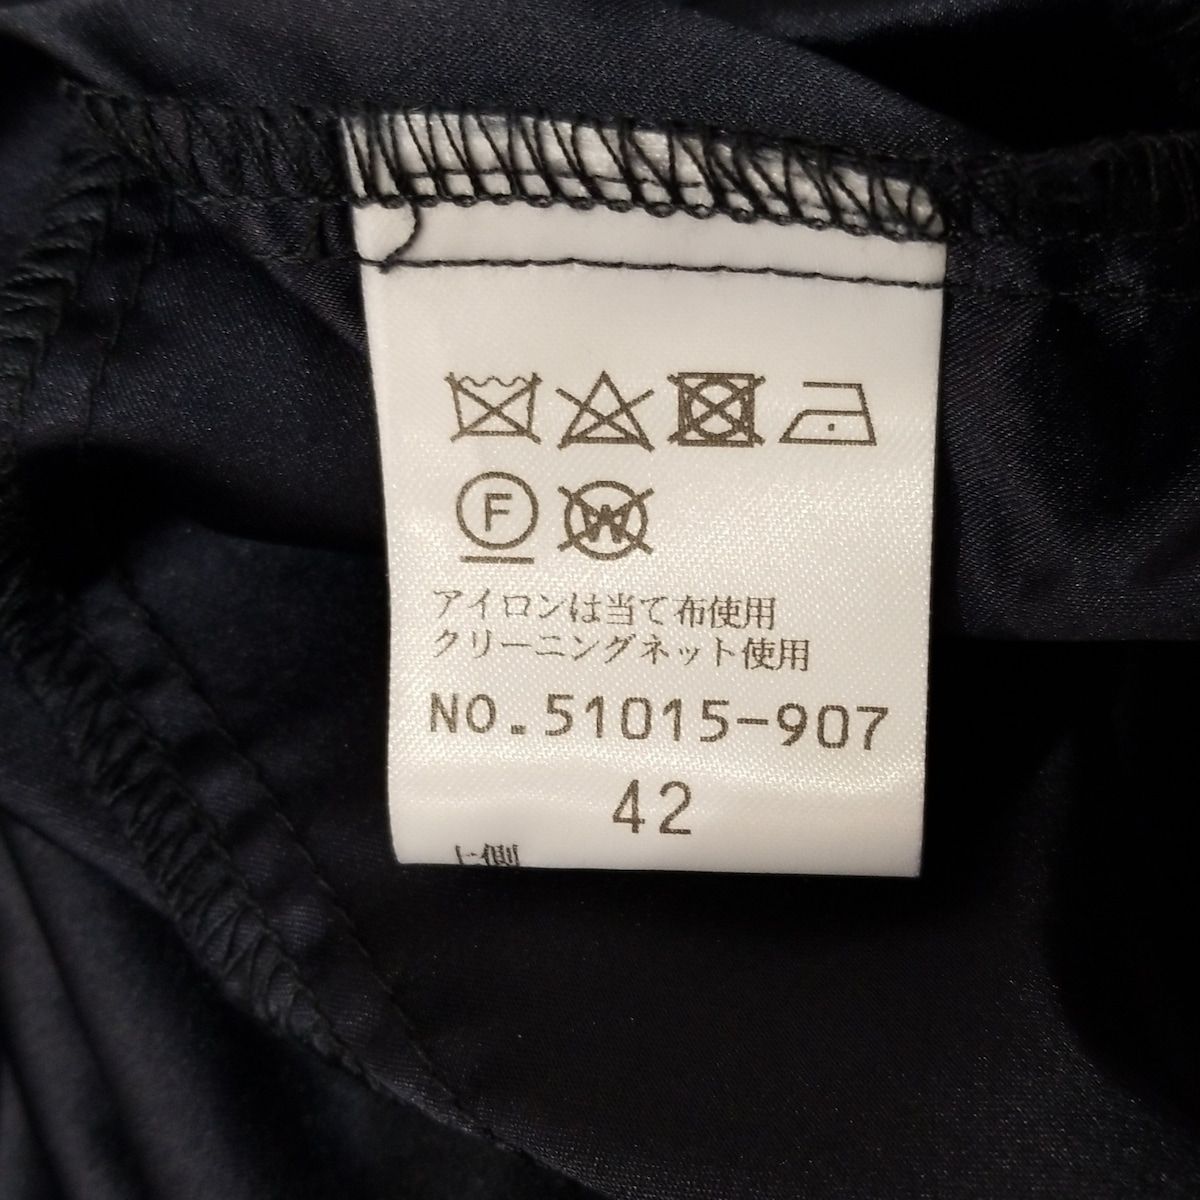 F W
アイロンは当て布使用
クリーニングネット使用
NO.51015-907
42